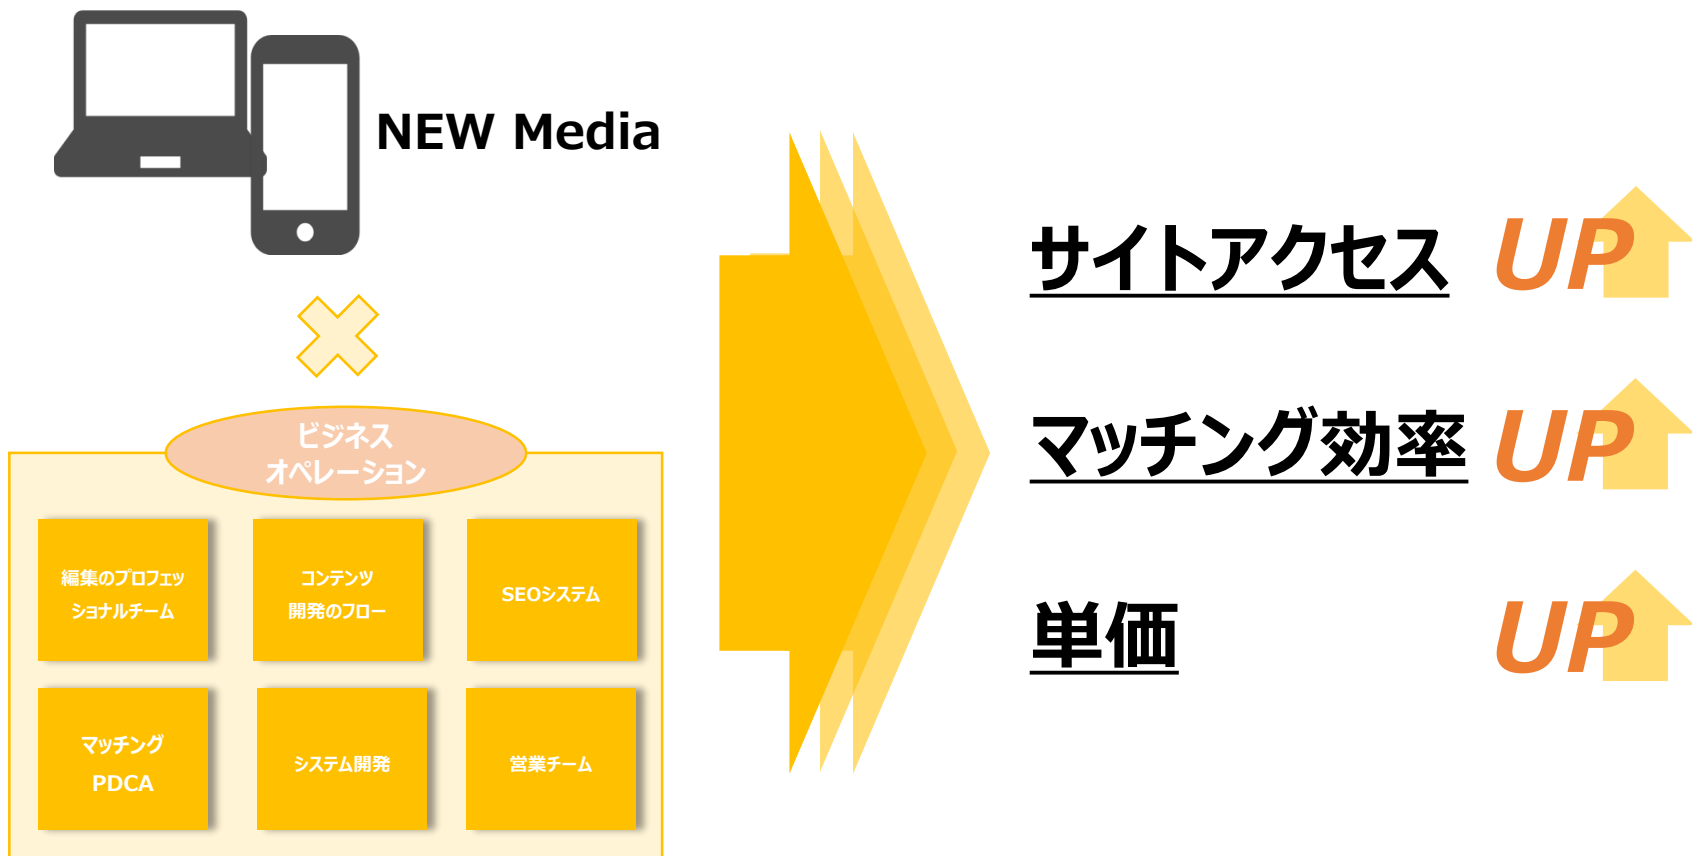 NEW Media
ビジネス
オペレーション
編集のプロフェッ
ショナルチーム
コンテンツ
開発のフロー
SEOシステム
マッチング
PDCA
システム開発
営業チーム
サイトアクセス UP
マッチング効率 UP
単価 UP